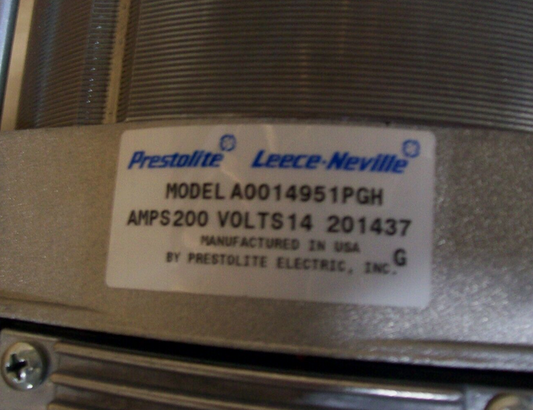 Prestolite Leece-Neville
MODEL A0014951PGH
AMPS200 VOLTS14 201437
MANUFACTURED IN USA
BY PRESTOLITE ELECTRIC, INC. G